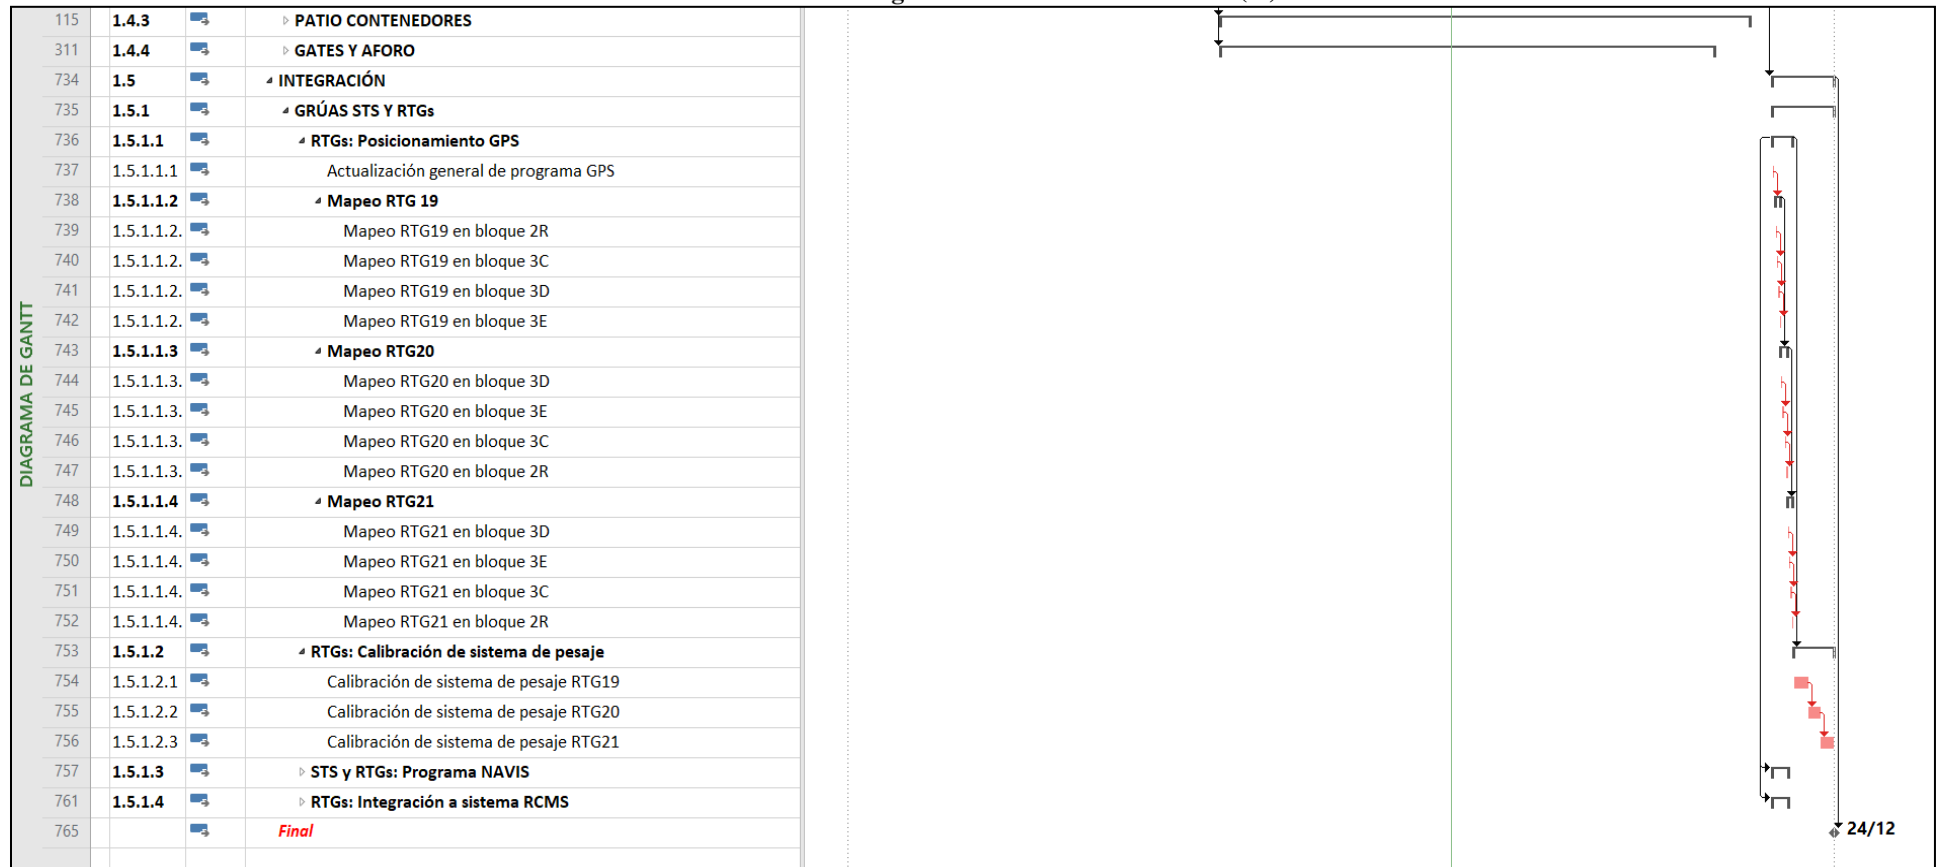 115 1.4.3 PATIO CONTENEDORES
311 1.4.4 GATES Y AFORO
734 1.5 INTEGRACIÓN
735 1.5.1 GRÚAS STS Y RTGs
736 1.5.1.1 RTGs: Posicionamiento GPS
737 1.5.1.1.1 Actualización general de programa GPS
738 1.5.1.1.2 Mapeo RTG 19
739 1.5.1.1.2. Mapeo RTG19 en bloque 2R
740 1.5.1.1.2. Mapeo RTG19 en bloque 3C
741 1.5.1.1.2. Mapeo RTG19 en bloque 3D
742 1.5.1.1.2. Mapeo RTG19 en bloque 3E
743 1.5.1.1.3 Mapeo RTG20
744 1.5.1.1.3. Mapeo RTG20 en bloque 3D
745 1.5.1.1.3. Mapeo RTG20 en bloque 3E
746 1.5.1.1.3. Mapeo RTG20 en bloque 3C
747 1.5.1.1.3. Mapeo RTG20 en bloque 2R
748 1.5.1.1.4 Mapeo RTG21
749 1.5.1.1.4. Mapeo RTG21 en bloque 3D
750 1.5.1.1.4. Mapeo RTG21 en bloque 3E
751 1.5.1.1.4. Mapeo RTG21 en bloque 3C
752 1.5.1.1.4. Mapeo RTG21 en bloque 2R
753 1.5.1.2 RTGs: Calibración de sistema de pesaje
754 1.5.1.2.1 Calibración de sistema de pesaje RTG19
755 1.5.1.2.2 Calibración de sistema de pesaje RTG20
756 1.5.1.2.3 Calibración de sistema de pesaje RTG21
757 1.5.1.3 STS y RTGs: Programa NAVIS
761 1.5.1.4 RTGs: Integración a sistema RCMS
765 Final 24/12
DIAGRAMA DE GANTT